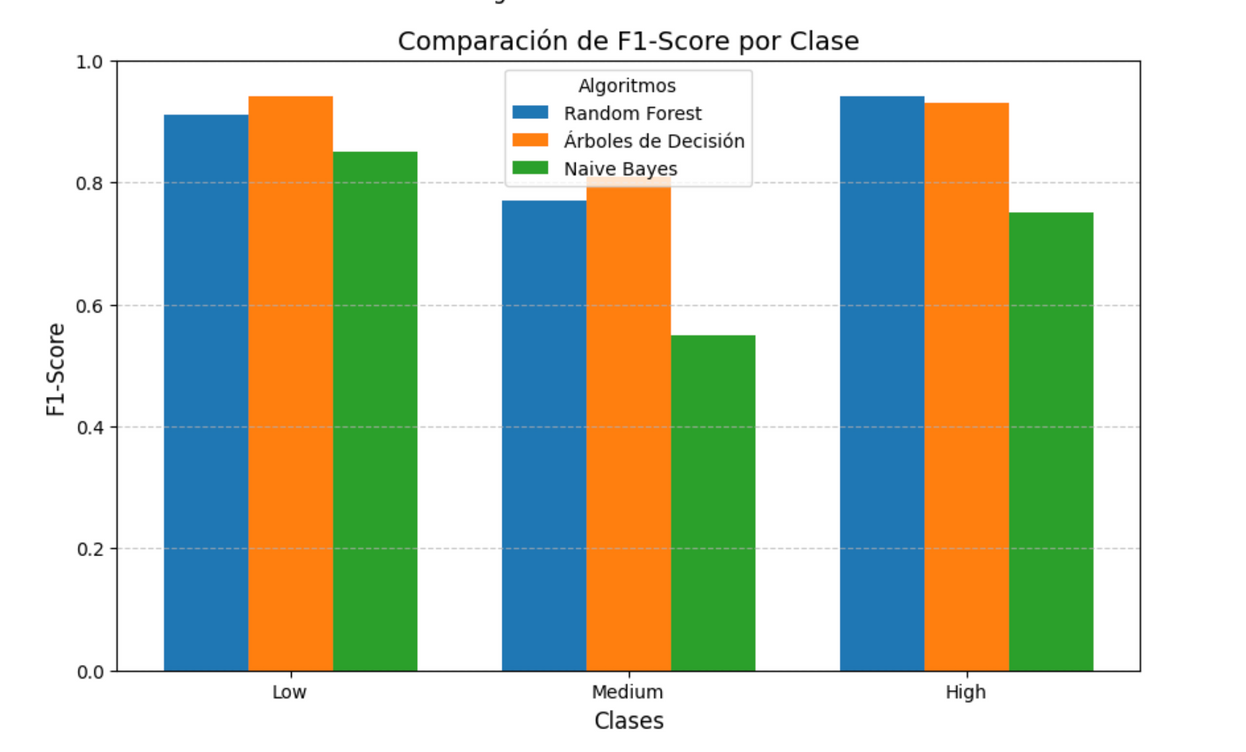 Comparación de F1-Score por Clase
1.0
0.8
0.6
0.4
0.2
0.0
F1-Score
Algoritmos
Random Forest
Árboles de Decisión
Naive Bayes
Low
Medium
High
Clases